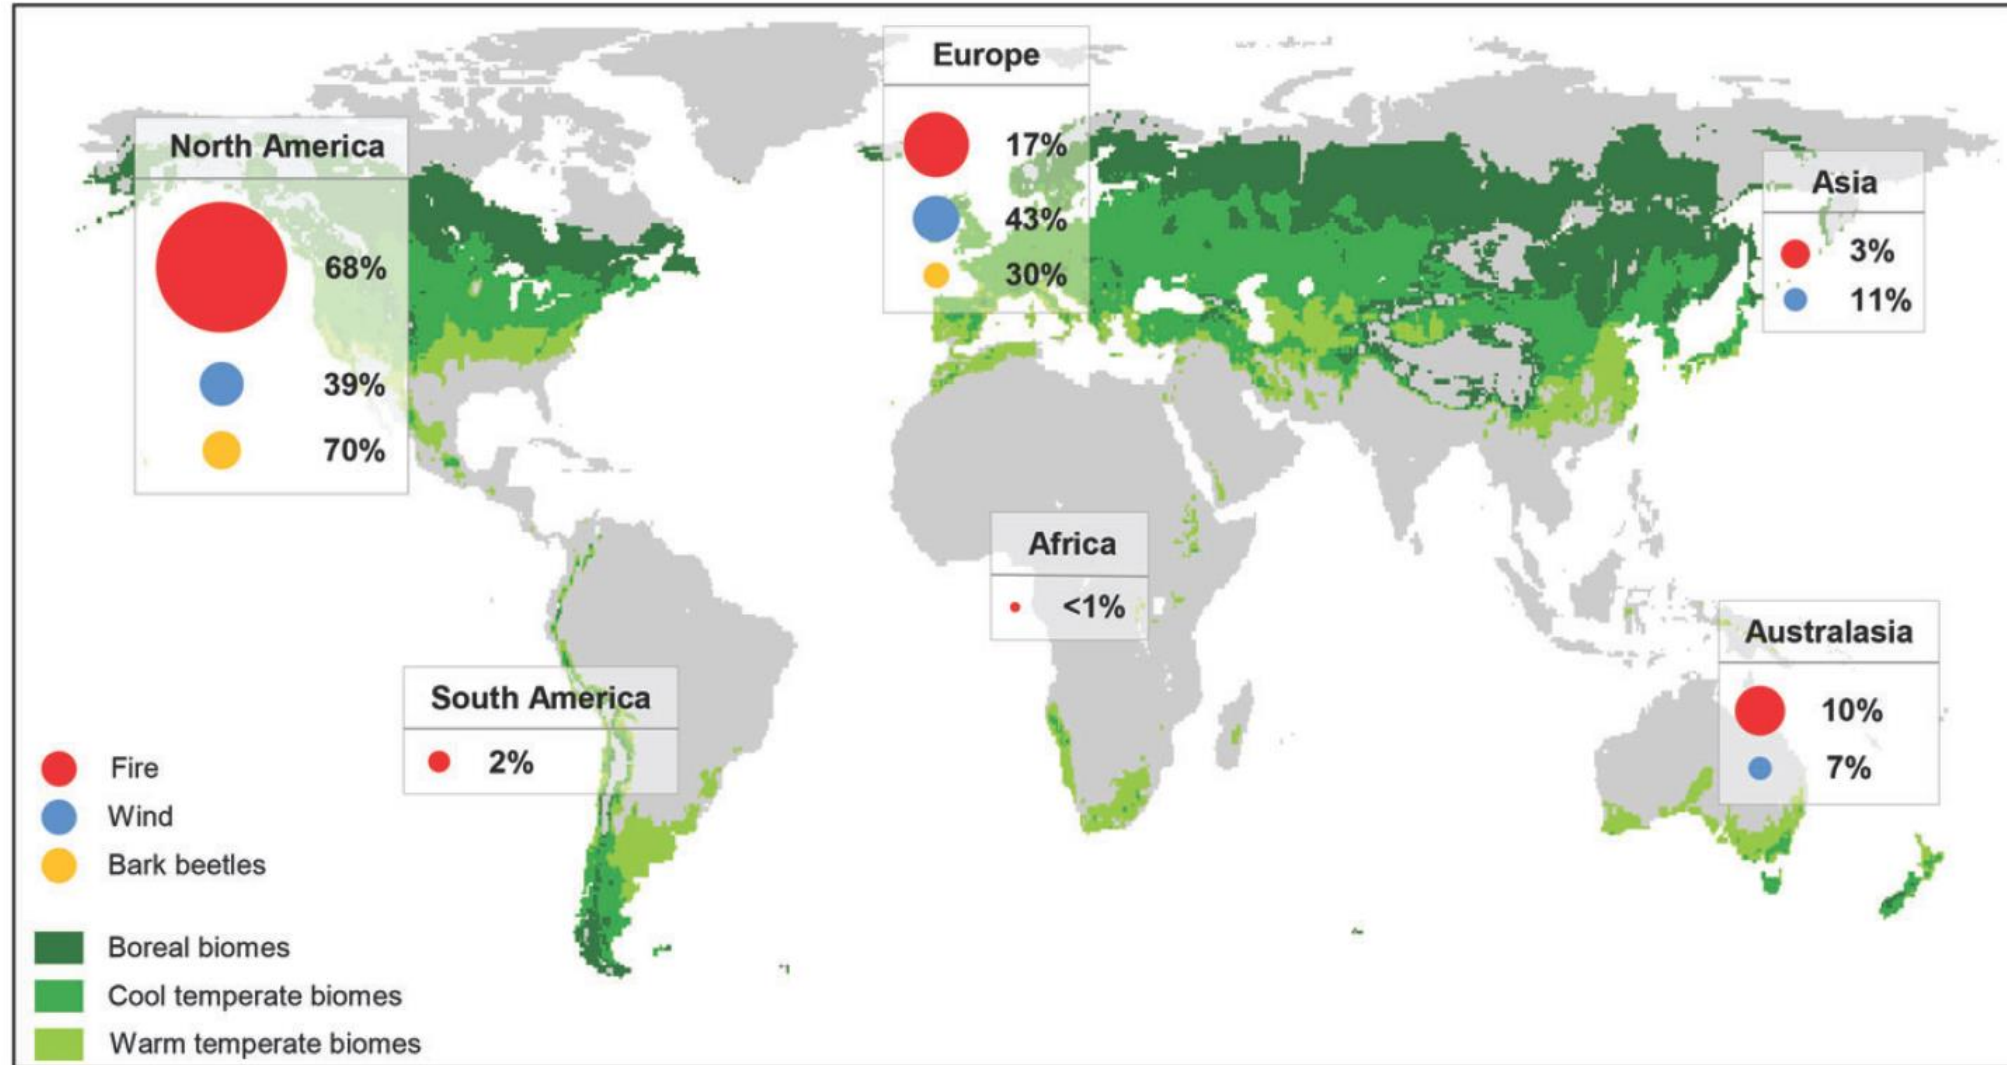 North America
68%
39%
70%
Europe
17%
43%
30%
Asia
3%
11%
Africa
<1%
South America
2%
Australasia
10%
7%
Fire
Wind
Bark beetles
Boreal biomes
Cool temperate biomes
Warm temperate biomes